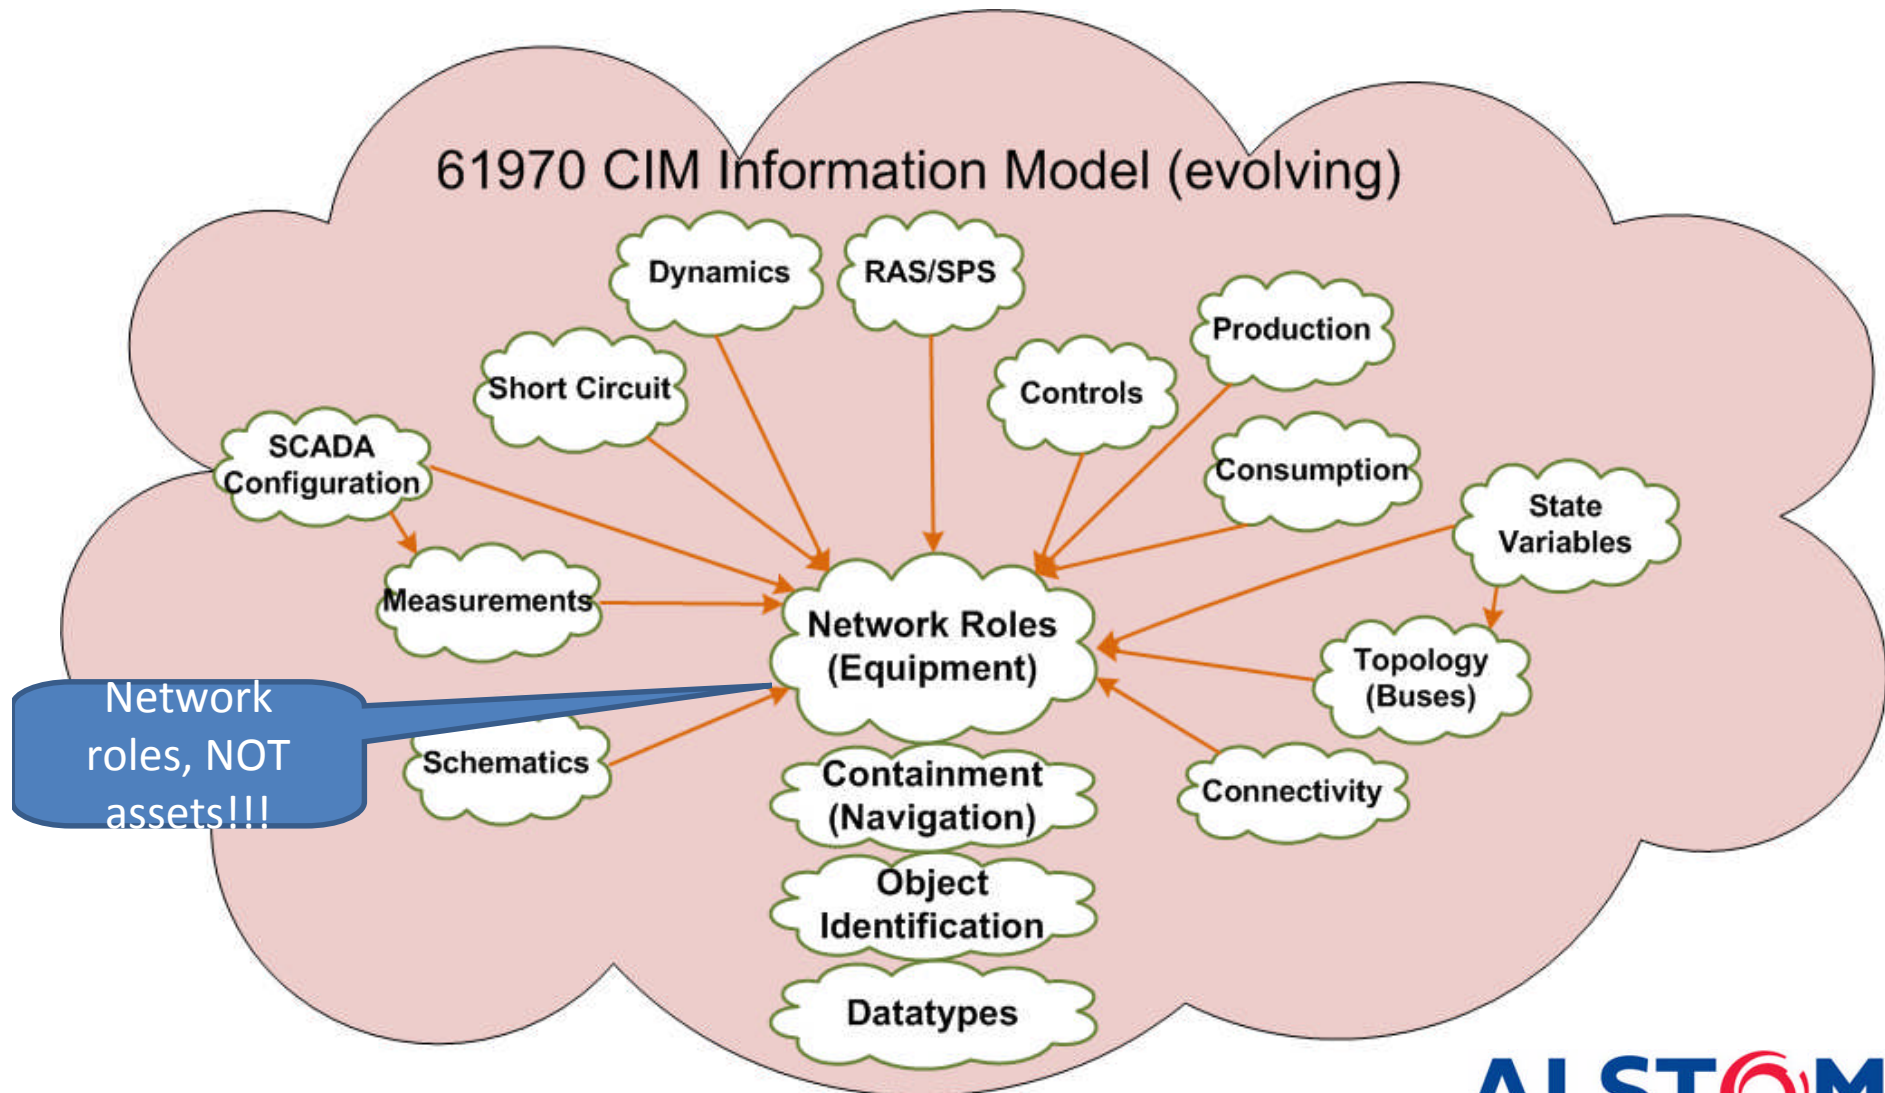 61970 CIM Information Model (evolving)
Dynamics
RAS/SPS
Production
Short Circuit
Controls
SCADA
Configuration
Consumption
State
Variables
Measurements
Network Roles
(Equipment)
Topology
(Buses)
Network
roles, NOT
assets!!!
Schematics
Containment
(Navigation)
Connectivity
Object
Identification
Datatypes
ALSTOM